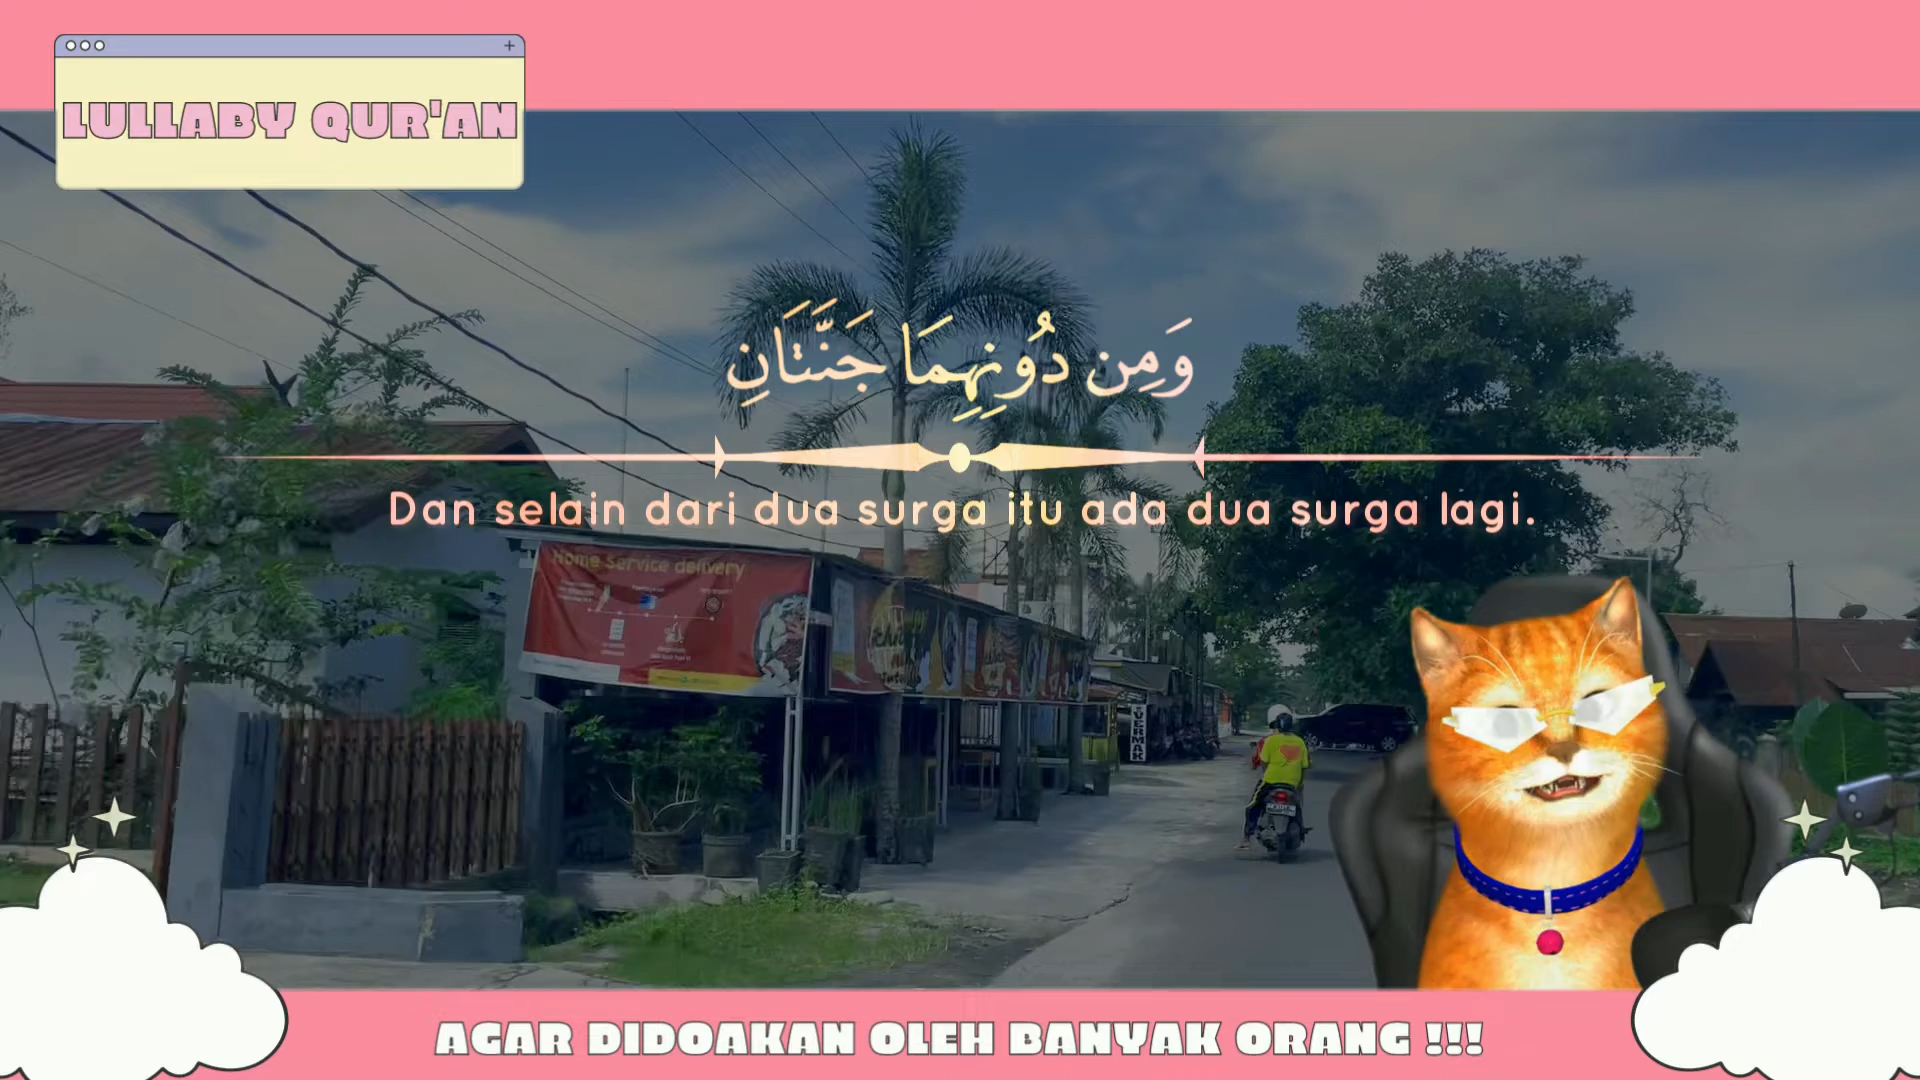 LULLABY QUR'AN
وَمِن دُونِهِمَا جَنَّتَانِ
Dan selain dari dua surga itu ada dua surga lagi.
Home Service delivery
VERMAK
AGAR DIDOAKAN OLEH BANYAK ORANG !!!